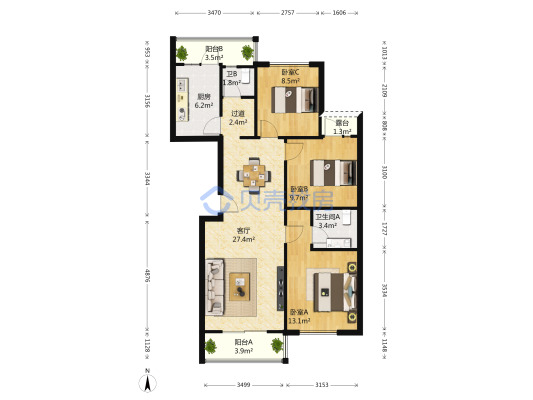 3470
2757
1606
953
3156
3344
4876
1128
1013
2109
808
3100
1727
3534
1148
阳台B
3.5m²
厨房
6.2m²
卫B
1.8m²
卧室C
8.5m²
过道
2.4m²
露台
1.3m²
卧室B
9.7m²
贝壳找房
卫生间A
3.4m²
客厅
27.4m²
卧室A
13.1m²
阳台A
3.9m²
N
3499
3153